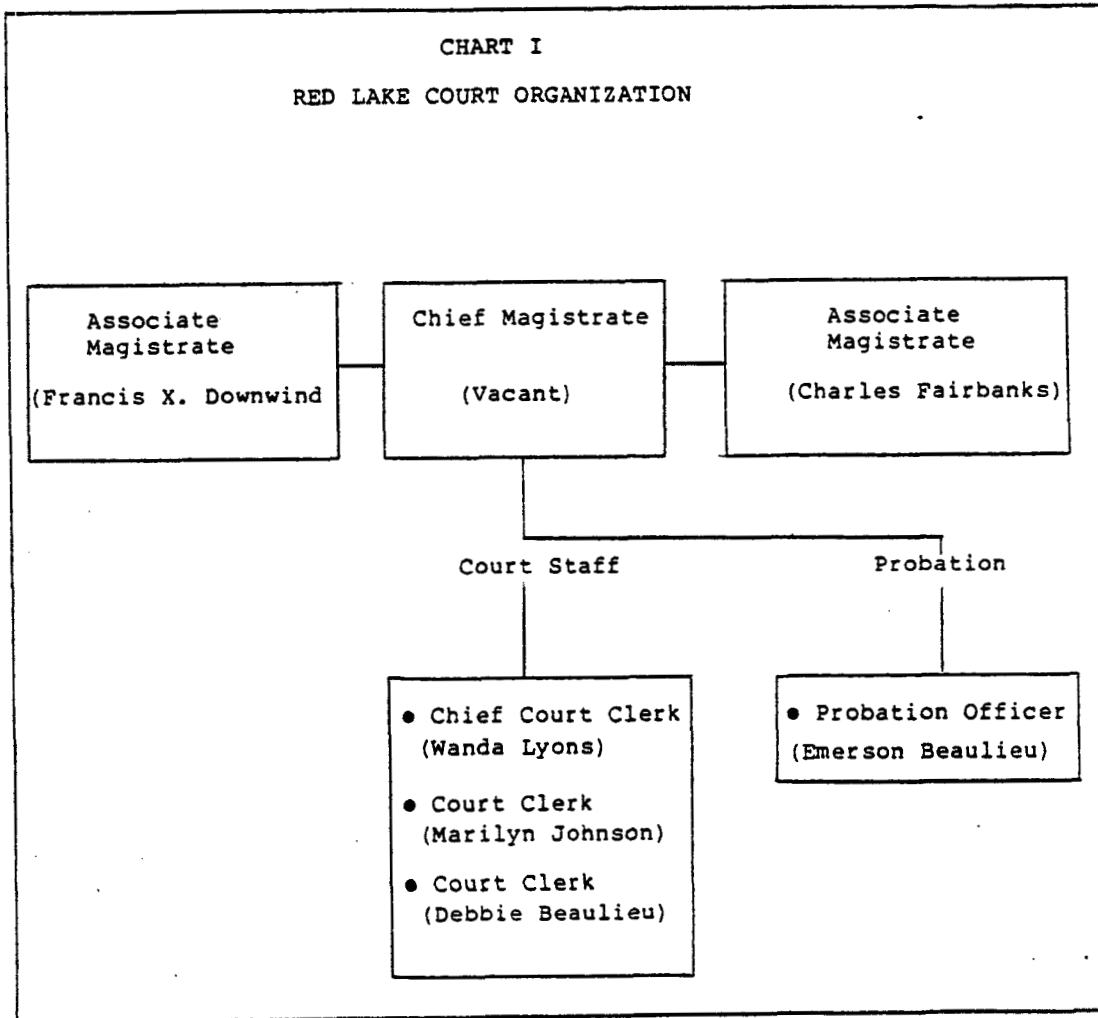 CHART I
RED LAKE COURT ORGANIZATION
Associate
Magistrate
(Francis X. Downwind
Chief Magistrate
(Vacant)
Associate
Magistrate
(Charles Fairbanks)
Court Staff
Probation
● Chief Court Clerk
(Wanda Lyons)
● Court Clerk
(Marilyn Johnson)
● Court Clerk
(Debbie Beaulieu)
● Probation Officer
(Emerson Beaulieu)